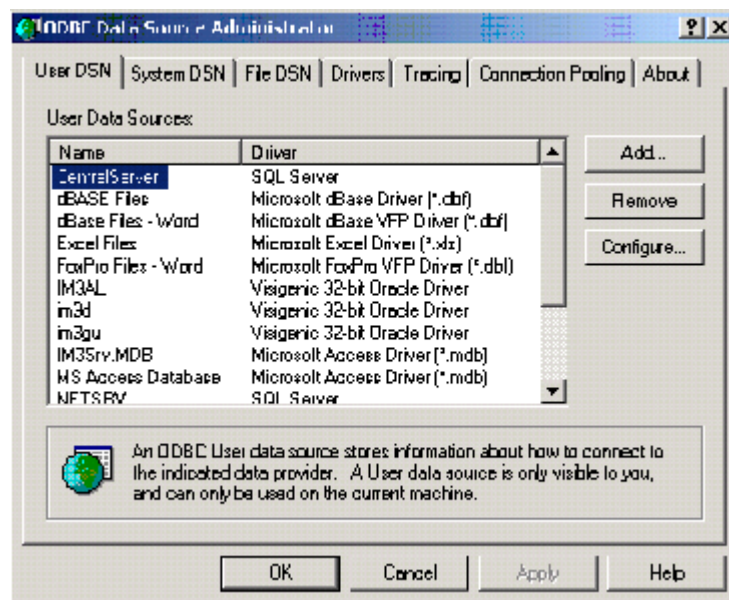 ODBC Data Source Administrator
User DSN System DSN File DSN Drivers Tracing Connection Pooling About
User Data Sources:
Name Driver Add...
CentralServer SQL Server
dBASE Files Microsoft dBase Driver (*.dbf) Remove
dBase Files - Word Microsoft dBase VFP Driver (*.dbf)
Excel Files Microsoft Excel Driver (*.xls) Configure...
FoxPro Files - Word Microsoft FoxPro VFP Driver (*.dbf)
IM3AL Visigenic 32-bit Oracle Driver
im3d Visigenic 32-bit Oracle Driver
im3gu Visigenic 32-bit Oracle Driver
IM3Srv.MDB Microsoft Access Driver (*.mdb)
MS Access Database Microsoft Access Driver (*.mdb)
NETSRV SQL Server
An ODBC User data source stores information about how to connect to
the indicated data provider. A User data source is only visible to you,
and can only be used on the current machine.
OK Cancel Apply Help